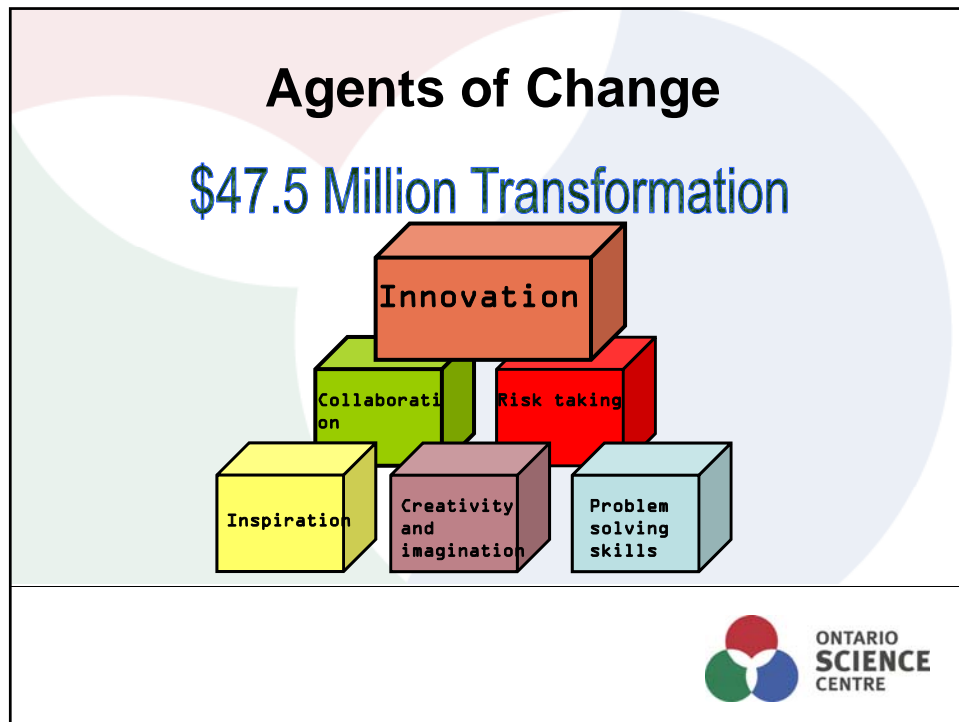 Agents of Change
$47.5 Million Transformation
Innovation
Collaborati
on
Risk taking
Inspiration
Creativity
and
imagination
Problem
solving
skills
ONTARIO
SCIENCE
CENTRE